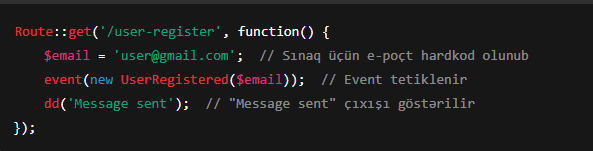 Route::get('/user-register', function() {
    $email = 'user@gmail.com';  // Sınaq üçün e-poçt hardkod olunub
    event(new UserRegistered($email));  // Event tetiklenir
    dd('Message sent');  // "Message sent" çıxışı göstərilir
});